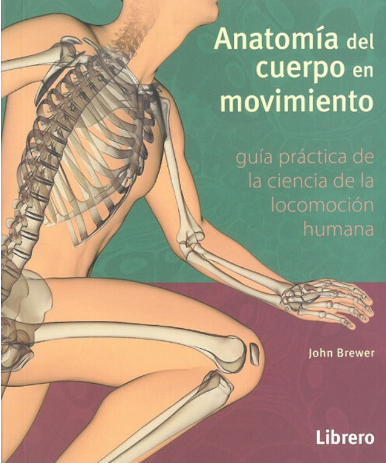 Anatomía del
cuerpo en
movimiento
guía práctica de
la ciencia de la
locomoción
humana
John Brewer
Librero